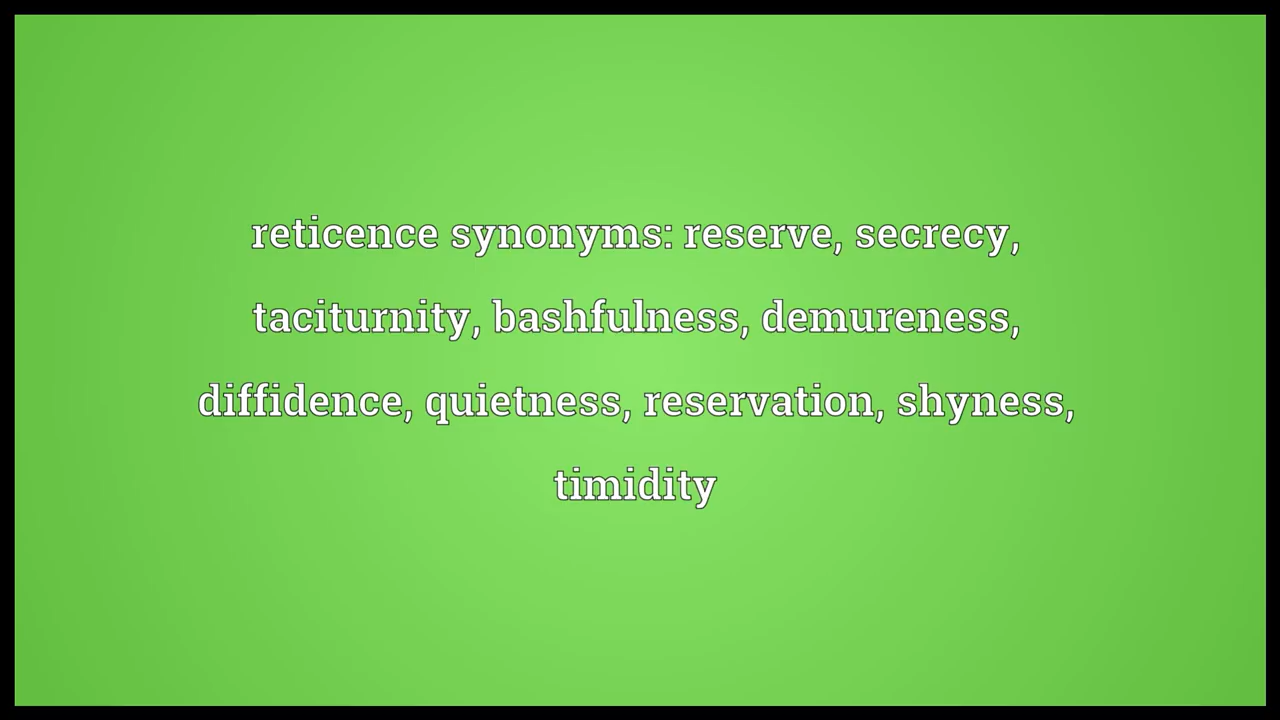 reticence synonyms: reserve, secrecy,
taciturnity, bashfulness, demureness,
diffidence, quietness, reservation, shyness,
timidity